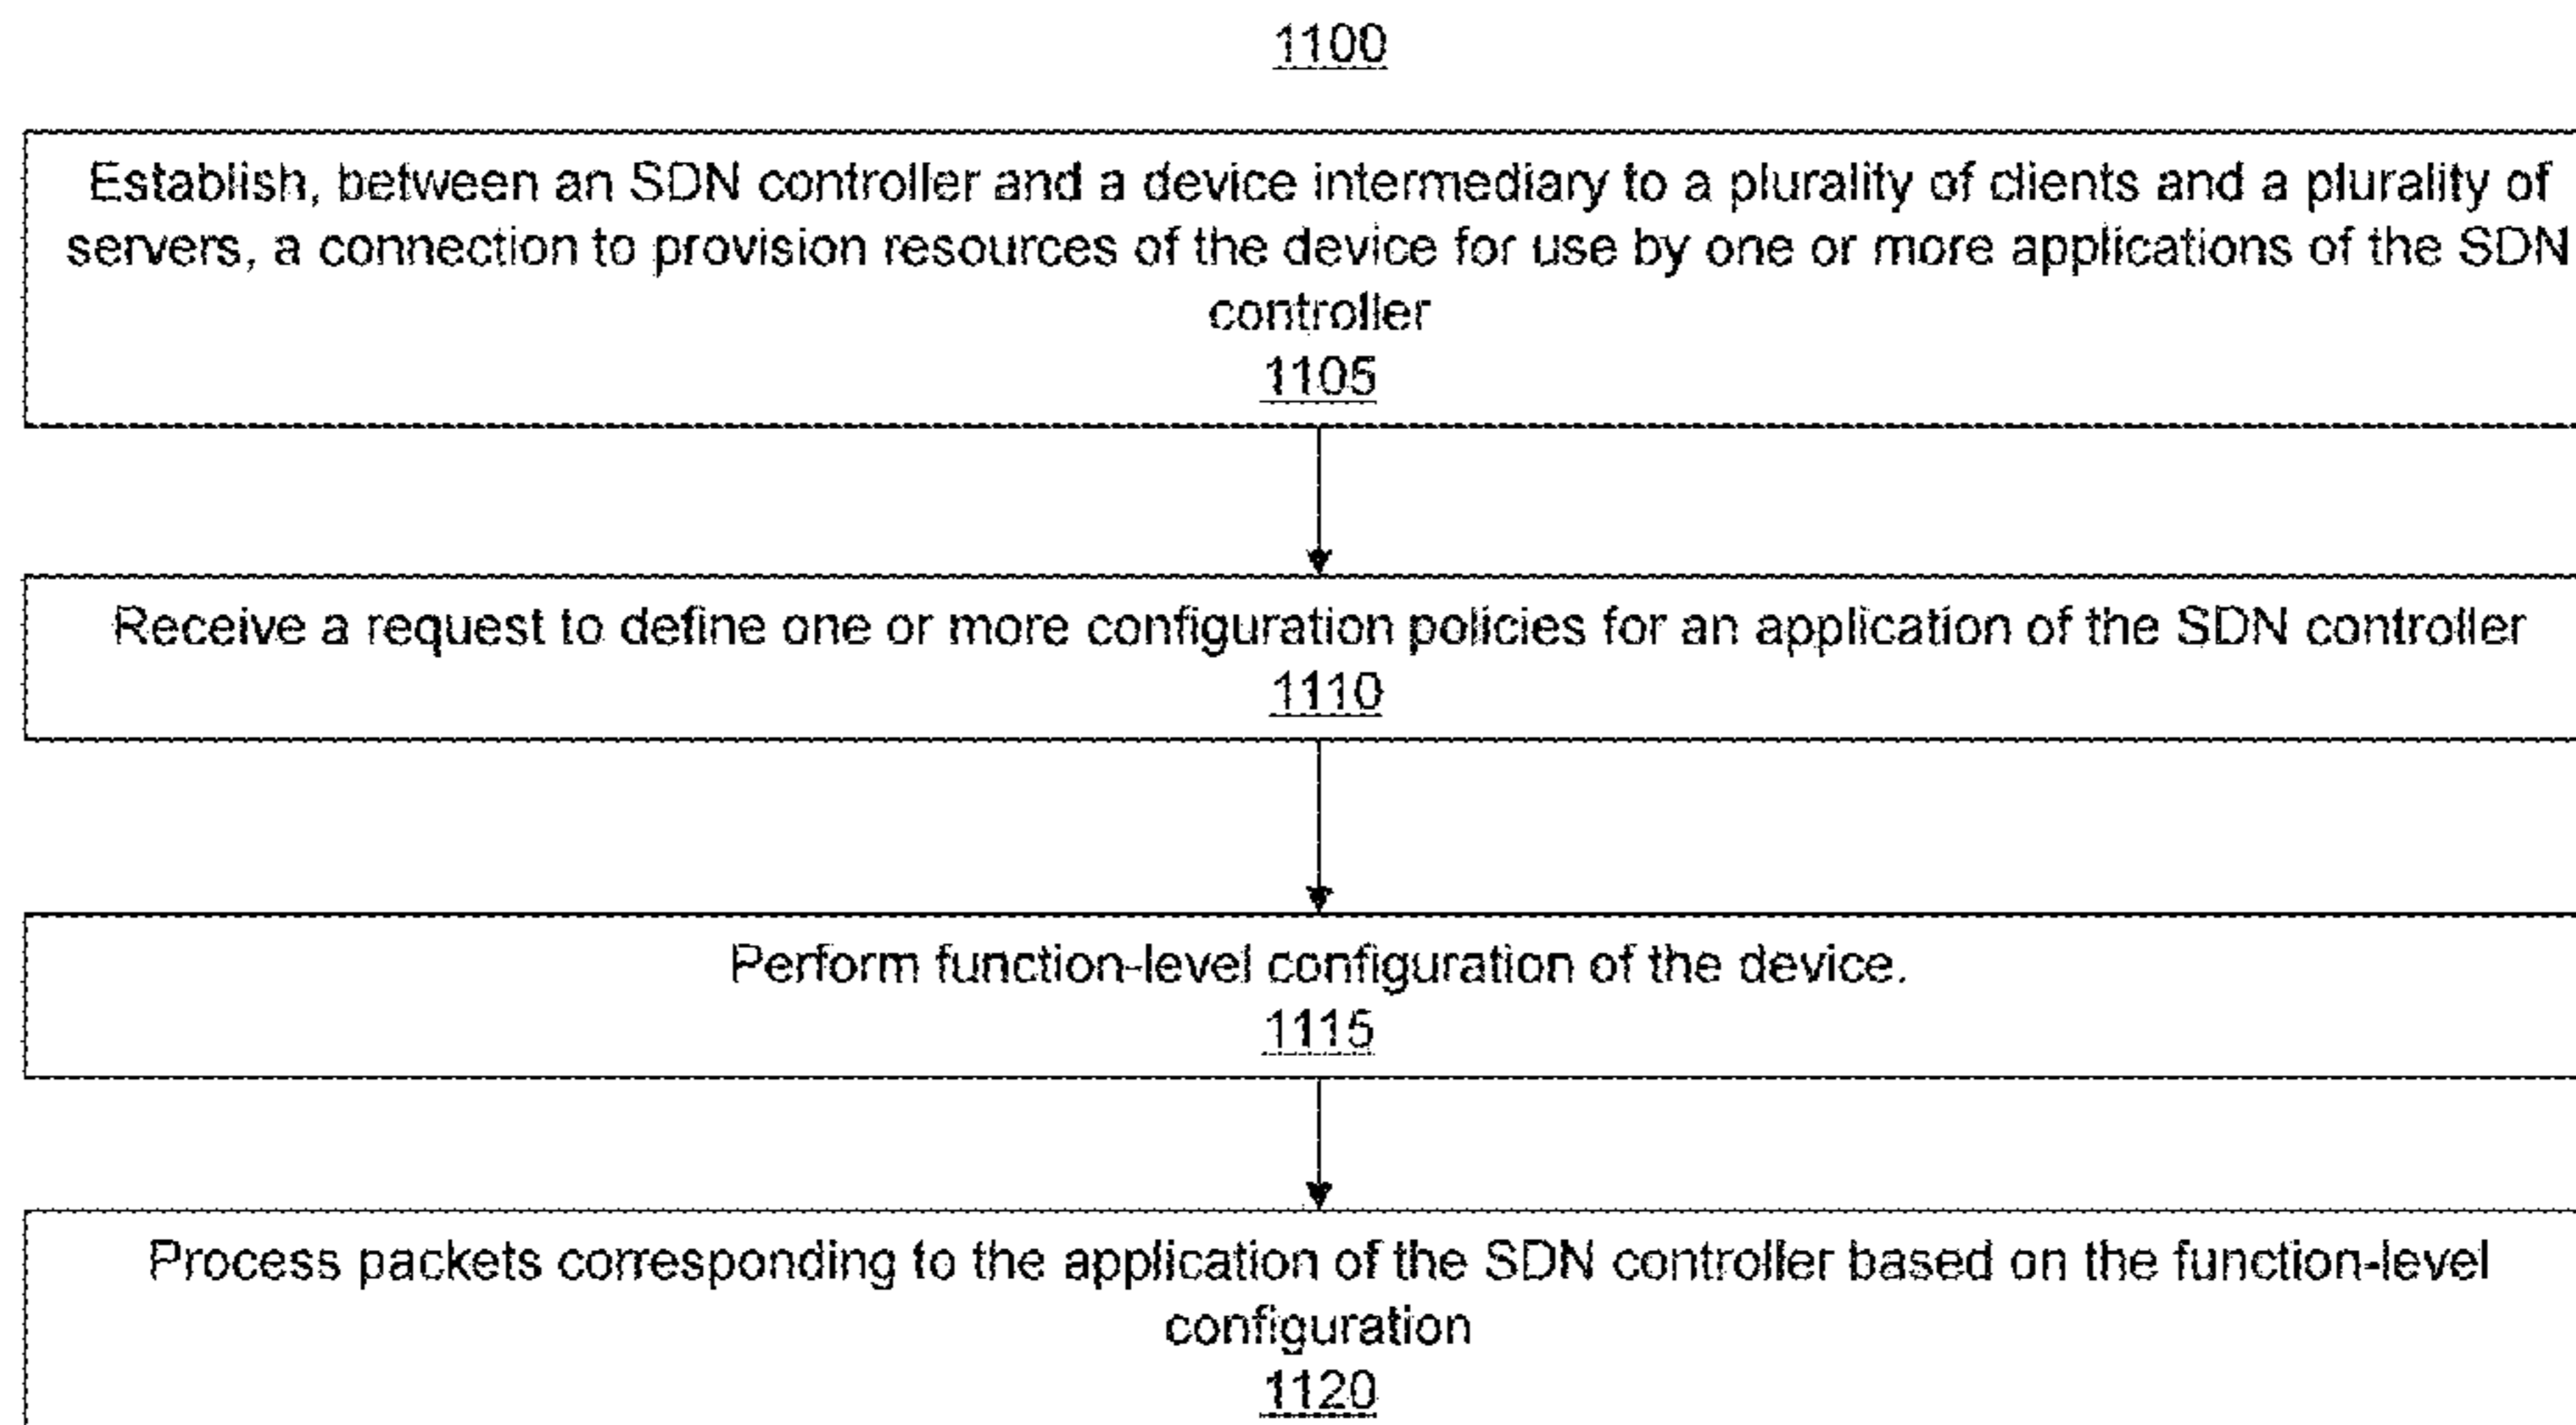 1100
Establish, between an SDN controller and a device intermediary to a plurality of clients and a plurality of
servers, a connection to provision resources of the device for use by one or more applications of the SDN
controller
1105
Receive a request to define one or more configuration policies for an application of the SDN controller
1110
Perform function-level configuration of the device.
1115
Process packets corresponding to the application of the SDN controller based on the function-level
configuration
1120